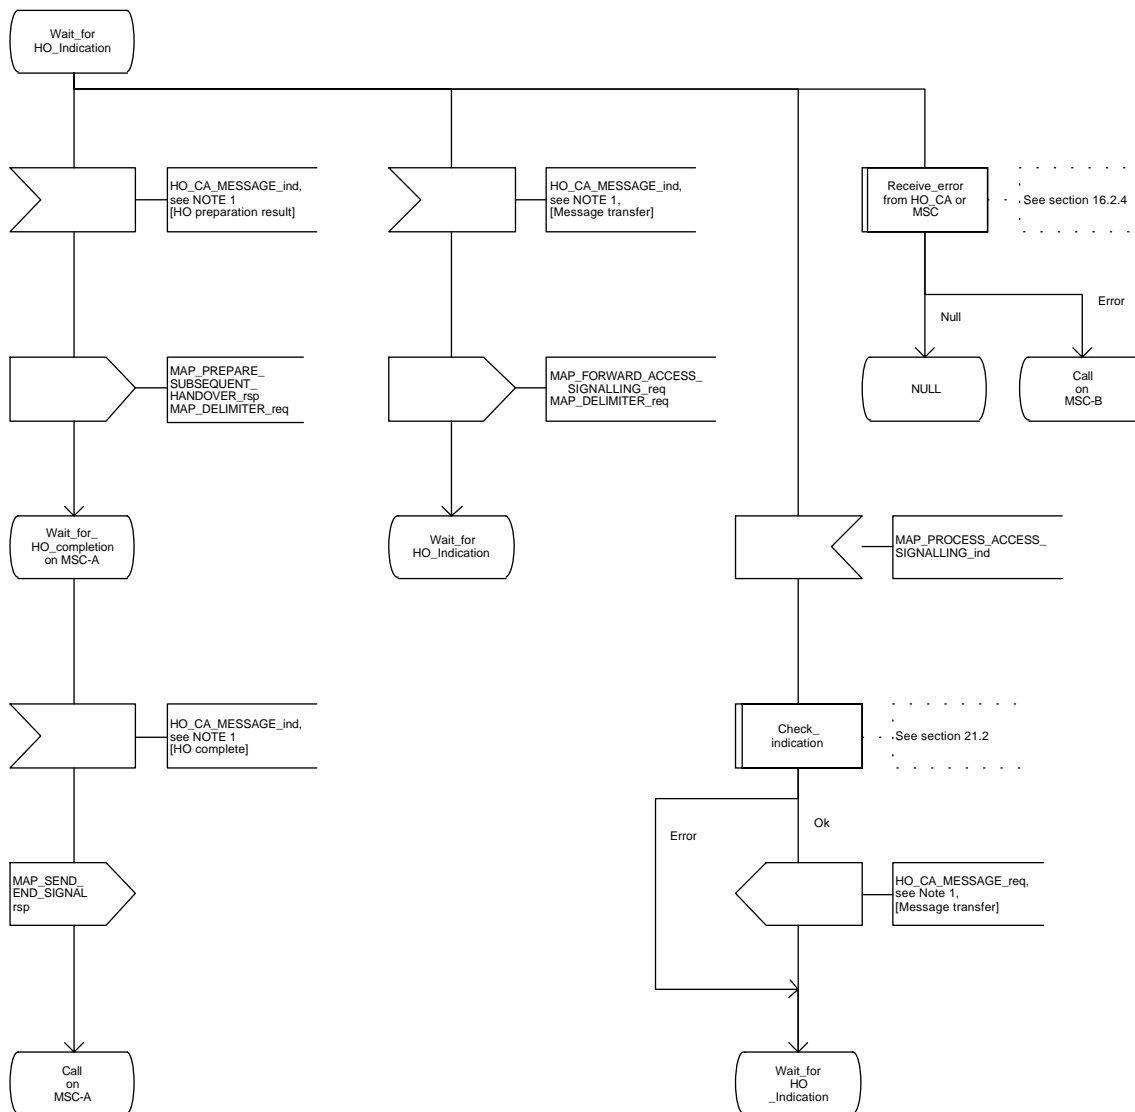 Wait_for
HO_Indication
HO_CA_MESSAGE_ind,
see NOTE 1
[HO preparation result]
HO_CA_MESSAGE_ind,
see NOTE 1,
[Message transfer]
Receive_error
from HO_CA or
MSC
See section 16.2.4
Null
Error
MAP_PREPARE_
SUBSEQUENT_
HANDOVER_rsp
MAP_DELIMITER_req
MAP_FORWARD_ACCESS_
SIGNALLING_req
MAP_DELIMITER_req
NULL
Call
on
MSC-B
Wait_for_
HO_completion
on MSC-A
Wait_for
HO_Indication
MAP_PROCESS_ACCESS_
SIGNALLING_ind
HO_CA_MESSAGE_ind,
see NOTE 1
[HO complete]
Check_
indication
See section 21.2
Error
Ok
MAP_SEND_
END_SIGNAL
rsp
HO_CA_MESSAGE_req,
see Note 1,
[Message transfer]
Call
on
MSC-A
Wait_for
HO
_Indication